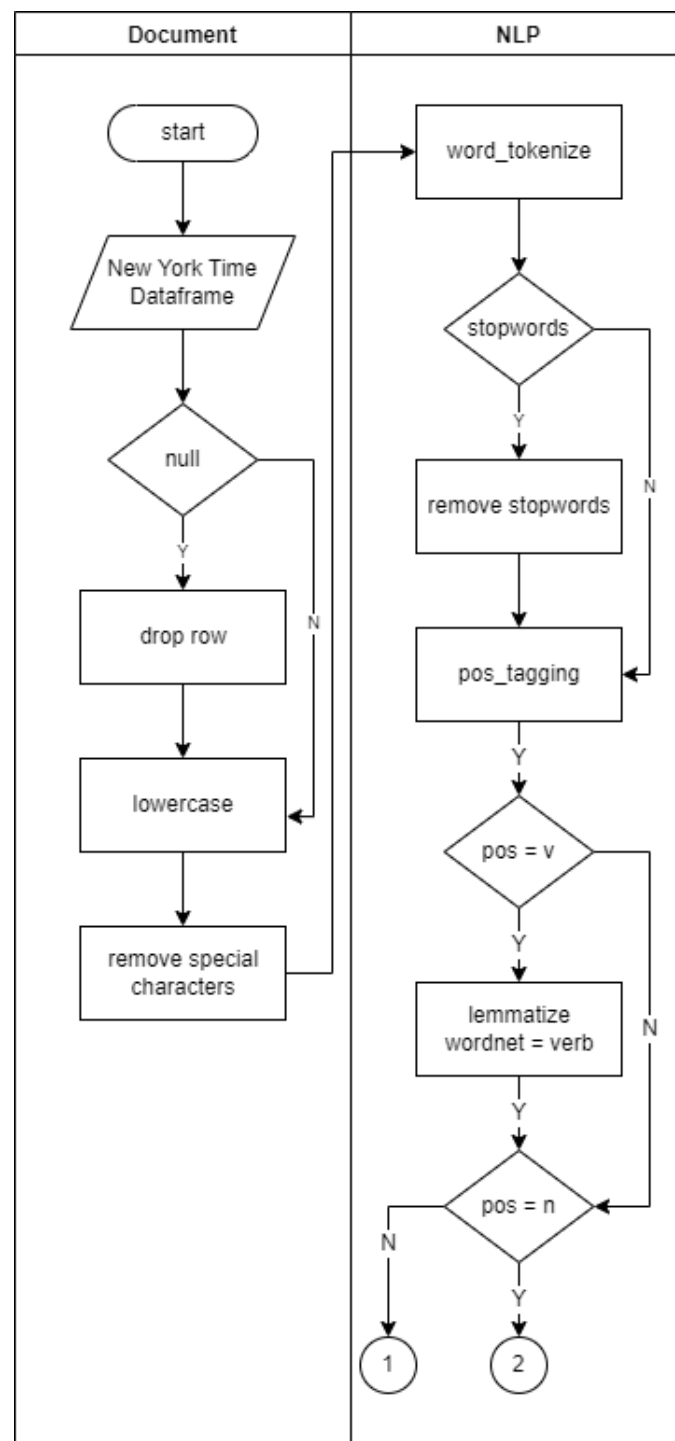 Document
start
New York Time
Dataframe
null
Y
N
drop row
lowercase
remove special
characters
NLP
word_tokenize
stopwords
Y
N
remove stopwords
pos_tagging
Y
pos = v
Y
N
lemmatize
wordnet = verb
Y
pos = n
N
Y
1
2